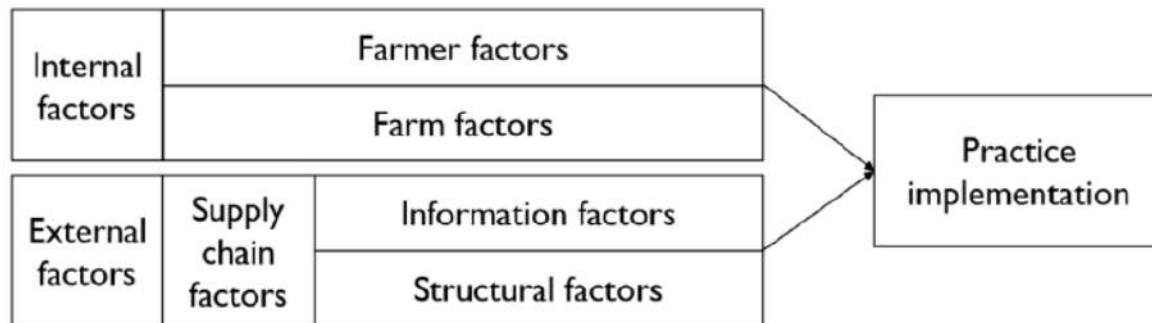 Internal
factors
Farmer factors
Farm factors
External
factors
Supply
chain
factors
Information factors
Structural factors
Practice
implementation